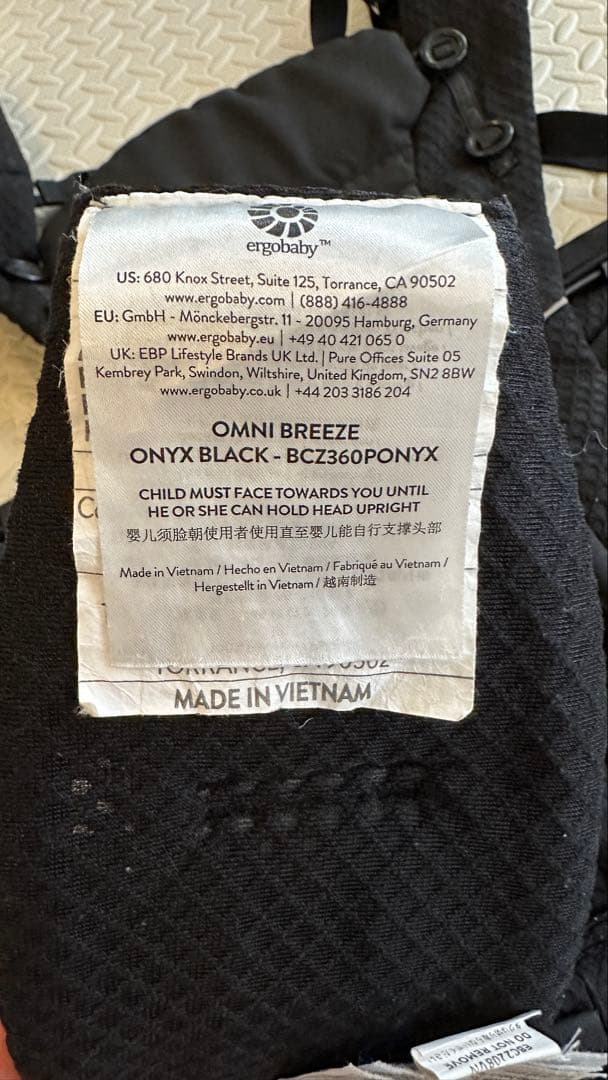 ergobaby™
US: 680 Knox Street, Suite 125, Torrance, CA 90502
www.ergobaby.com | (888) 416-4888
EU: GmbH - Mönckebergstr. 11 - 20095 Hamburg, Germany
www.ergobaby.eu | +49 40 421 065 0
UK: EBP Lifestyle Brands UK Ltd. | Pure Offices Suite 05
Kembrey Park, Swindon, Wiltshire, United Kingdom, SN2 8BW
www.ergobaby.co.uk | +44 203 3186 204
OMNI BREEZE
ONYX BLACK - BCZ360PONYX
CHILD MUST FACE TOWARDS YOU UNTIL
HE OR SHE CAN HOLD HEAD UPRIGHT
婴儿须脸朝使用者使用直至婴儿能自行支撑头部
Made in Vietnam / Hecho en Vietnam / Fabriqué au Vietnam /
Hergestellt in Vietnam / 越南制造
MADE IN VIETNAM
DO NOT REMOVE